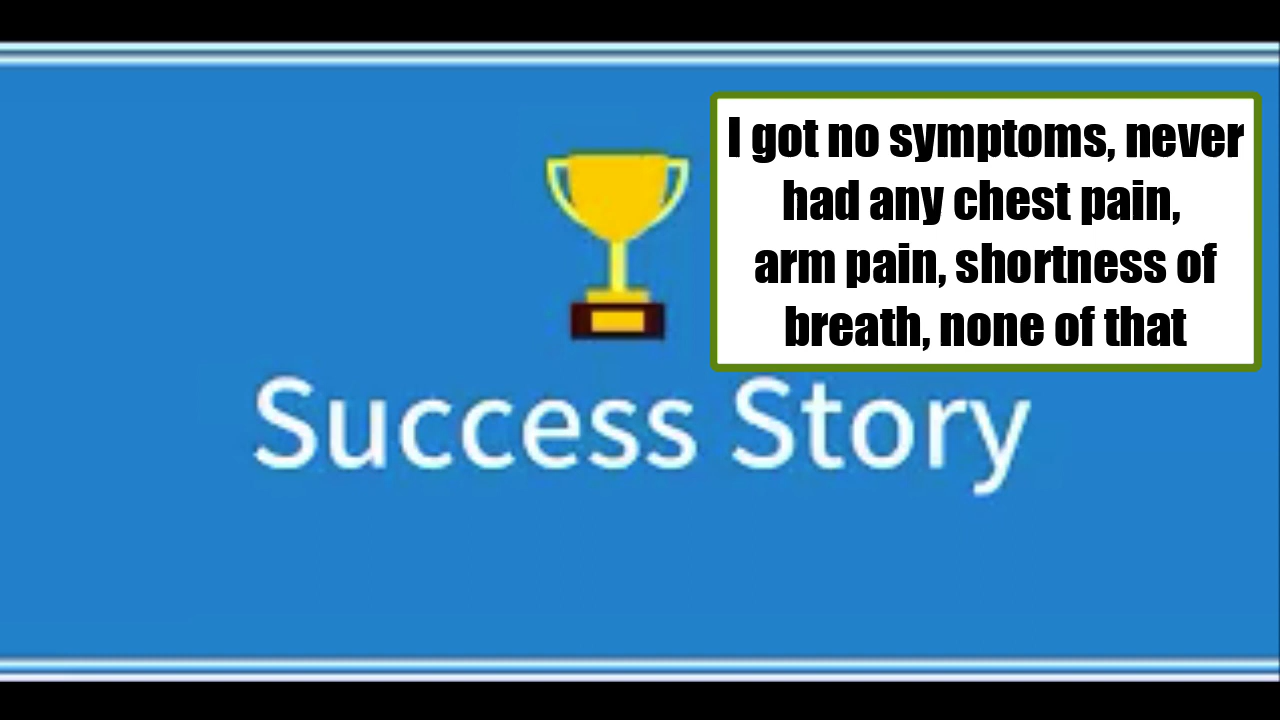 I got no symptoms, never
had any chest pain,
arm pain, shortness of
breath, none of that
Success Story